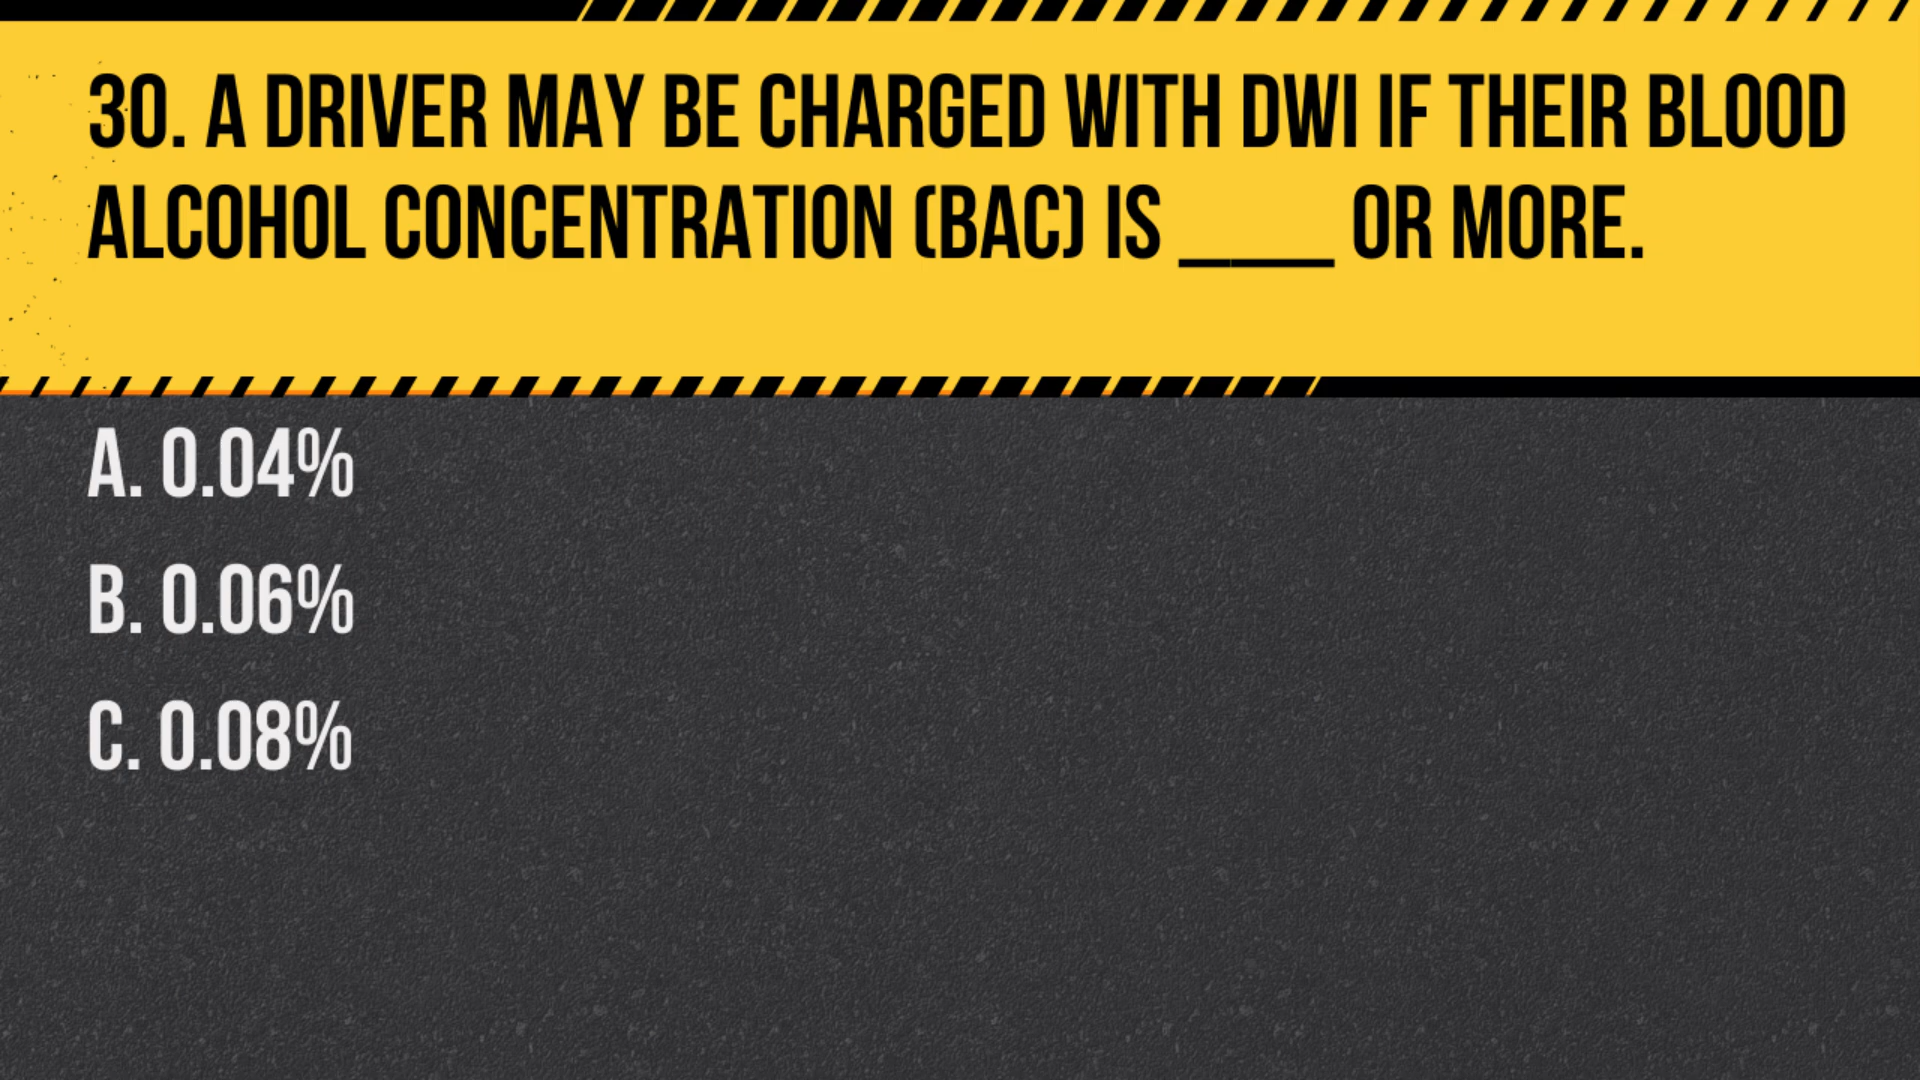 30. A DRIVER MAY BE CHARGED WITH DWI IF THEIR BLOOD
ALCOHOL CONCENTRATION (BAC) IS ____ OR MORE.
A. 0.04%
B. 0.06%
C. 0.08%